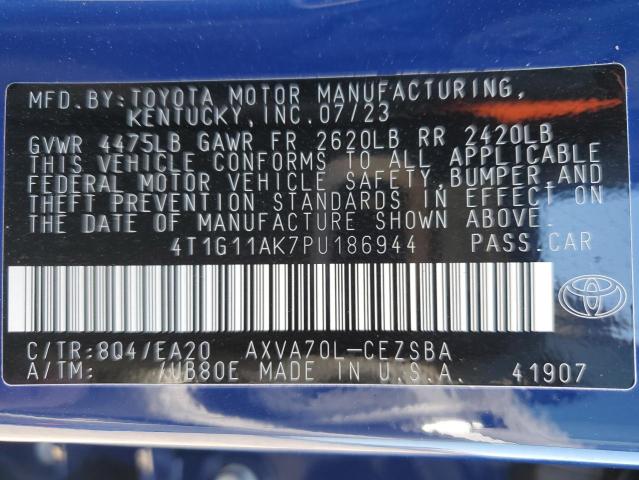 MFD.BY:TOYOTA MOTOR MANUFACTURING,
KENTUCKY,INC.07/23
GVWR 4475LB GAWR FR 2620LB RR 2420LB
THIS VEHICLE CONFORMS TO ALL APPLICABLE
FEDERAL MOTOR VEHICLE SAFETY,BUMPER AND
THEFT PREVENTION STANDARDS IN EFFECT ON
THE DATE OF MANUFACTURE SHOWN ABOVE.
4T1G11AK7PU186944 PASS.CAR
C/TR:8Q4/EA20 AXVA70L-CEZSBA
A/TM: /UB80E MADE IN U.S.A. 41907
TOYOTA